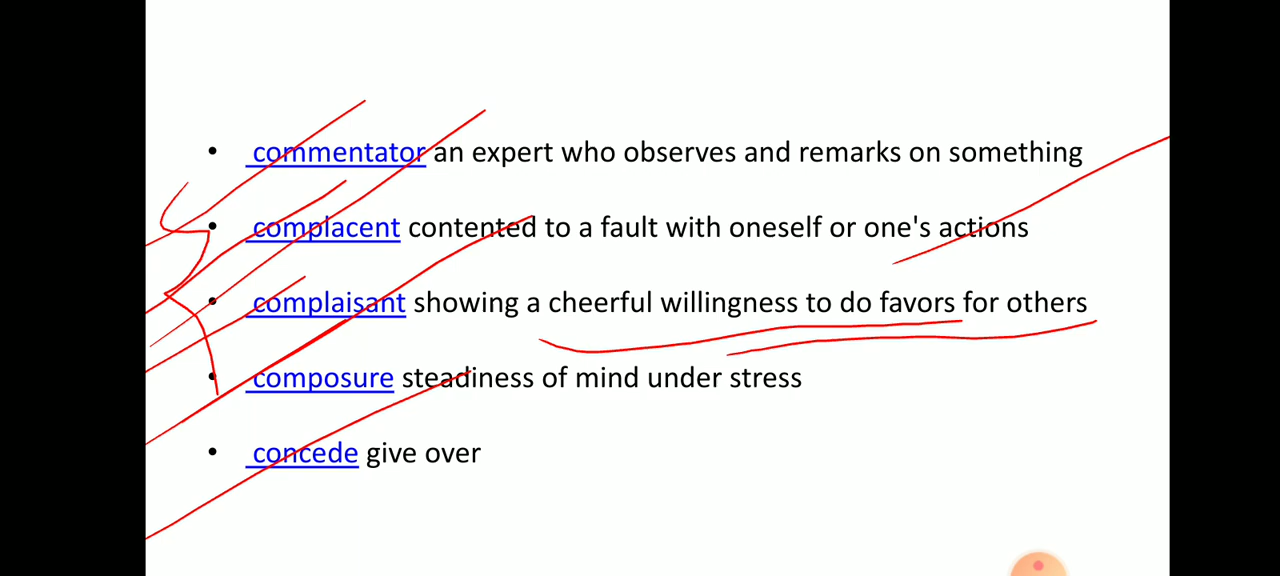 • commentator an expert who observes and remarks on something
• complacent contented to a fault with oneself or one's actions
• complaisant showing a cheerful willingness to do favors for others
• composure steadiness of mind under stress
• concede give over